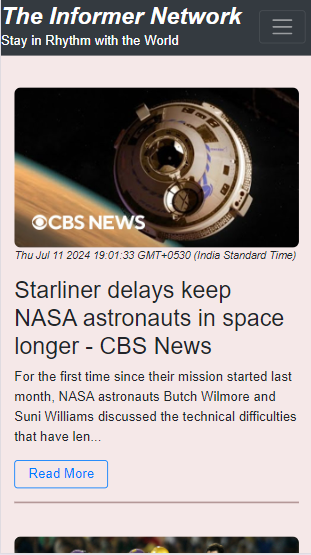 The Informer Network
Stay in Rhythm with the World
CBS NEWS
Thu Jul 11 2024 19:01:33 GMT+0530 (India Standard Time)
Starliner delays keep
NASA astronauts in space
longer - CBS News
For the first time since their mission started last
month, NASA astronauts Butch Wilmore and
Suni Williams discussed the technical difficulties
that have len...
Read More